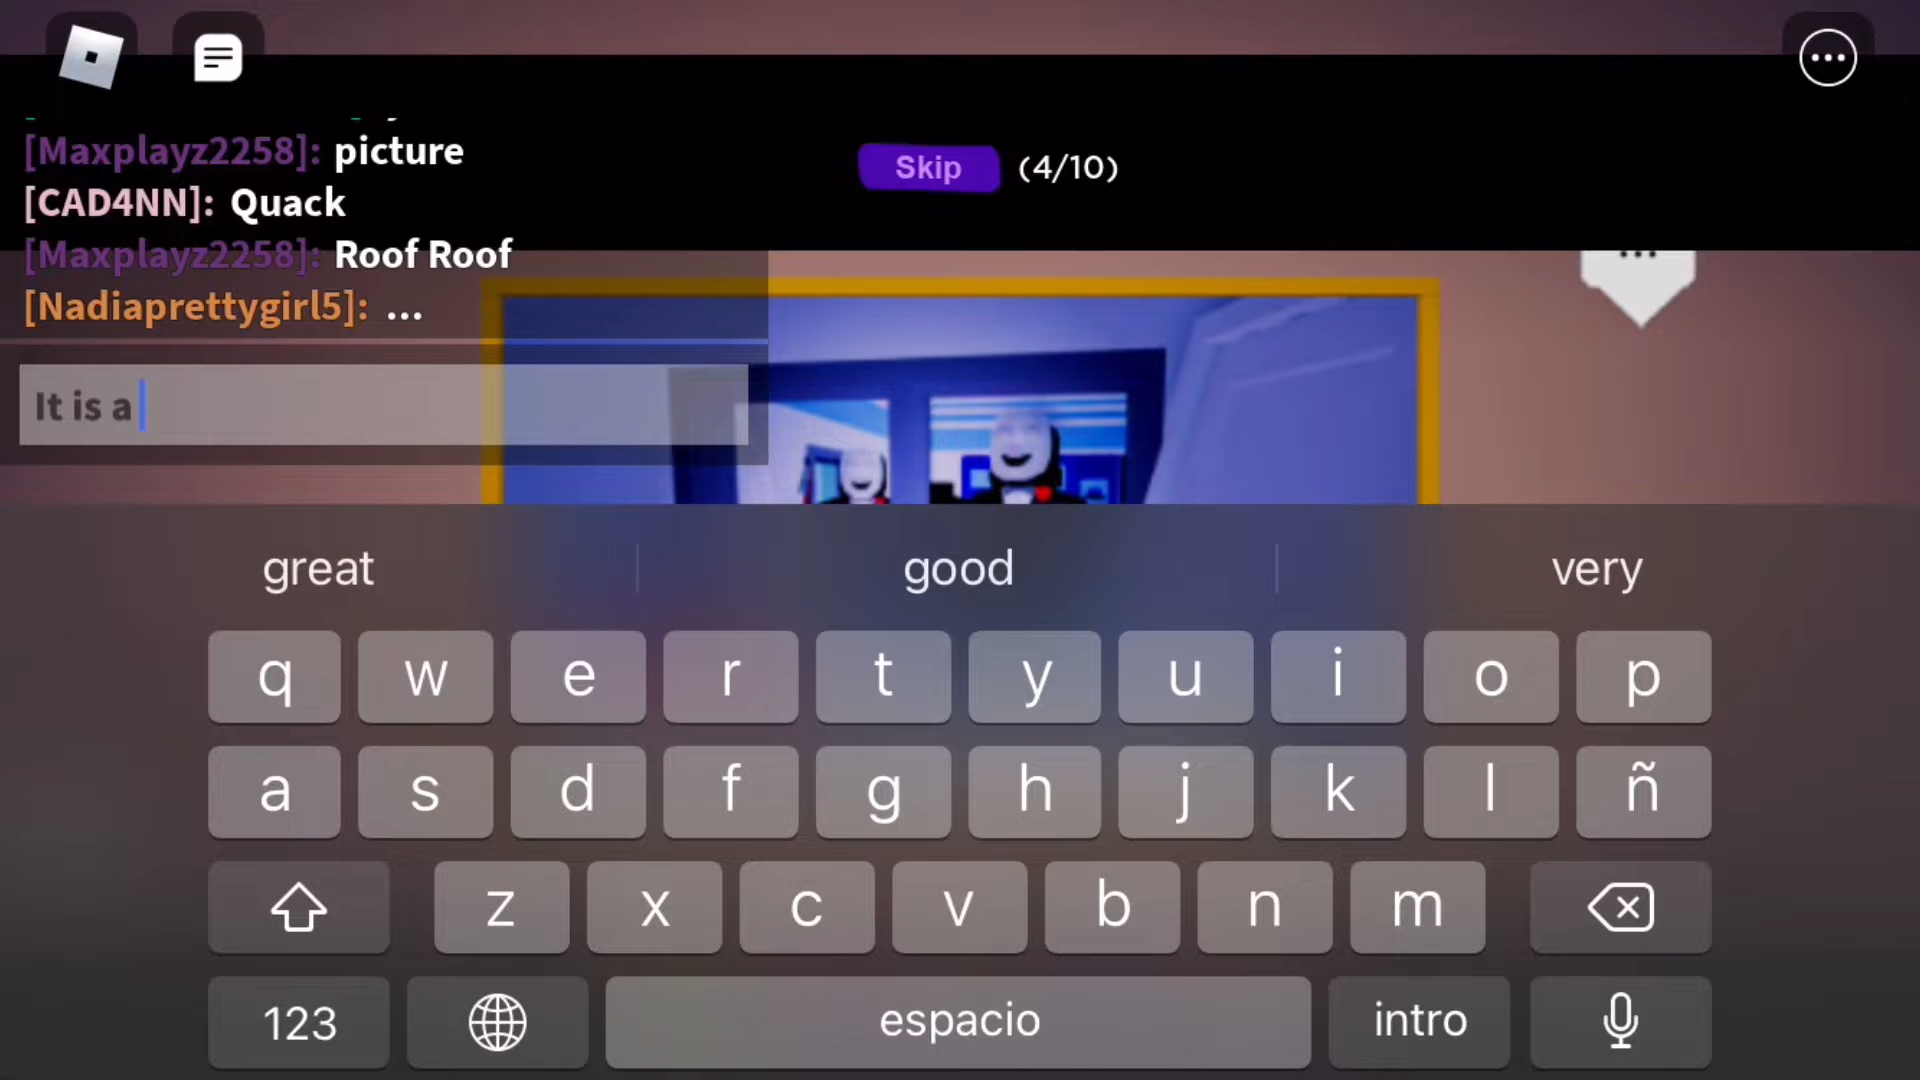 [Maxplayz2258]: picture
[CAD4NN]: Quack
[Maxplayz2258]: Roof Roof
[Nadiaprettygirl5]: ...
Skip (4/10)
...
It is a
great good very
q w e r t y u i o p
a s d f g h j k l ñ
z x c v b n m
123 espacio intro